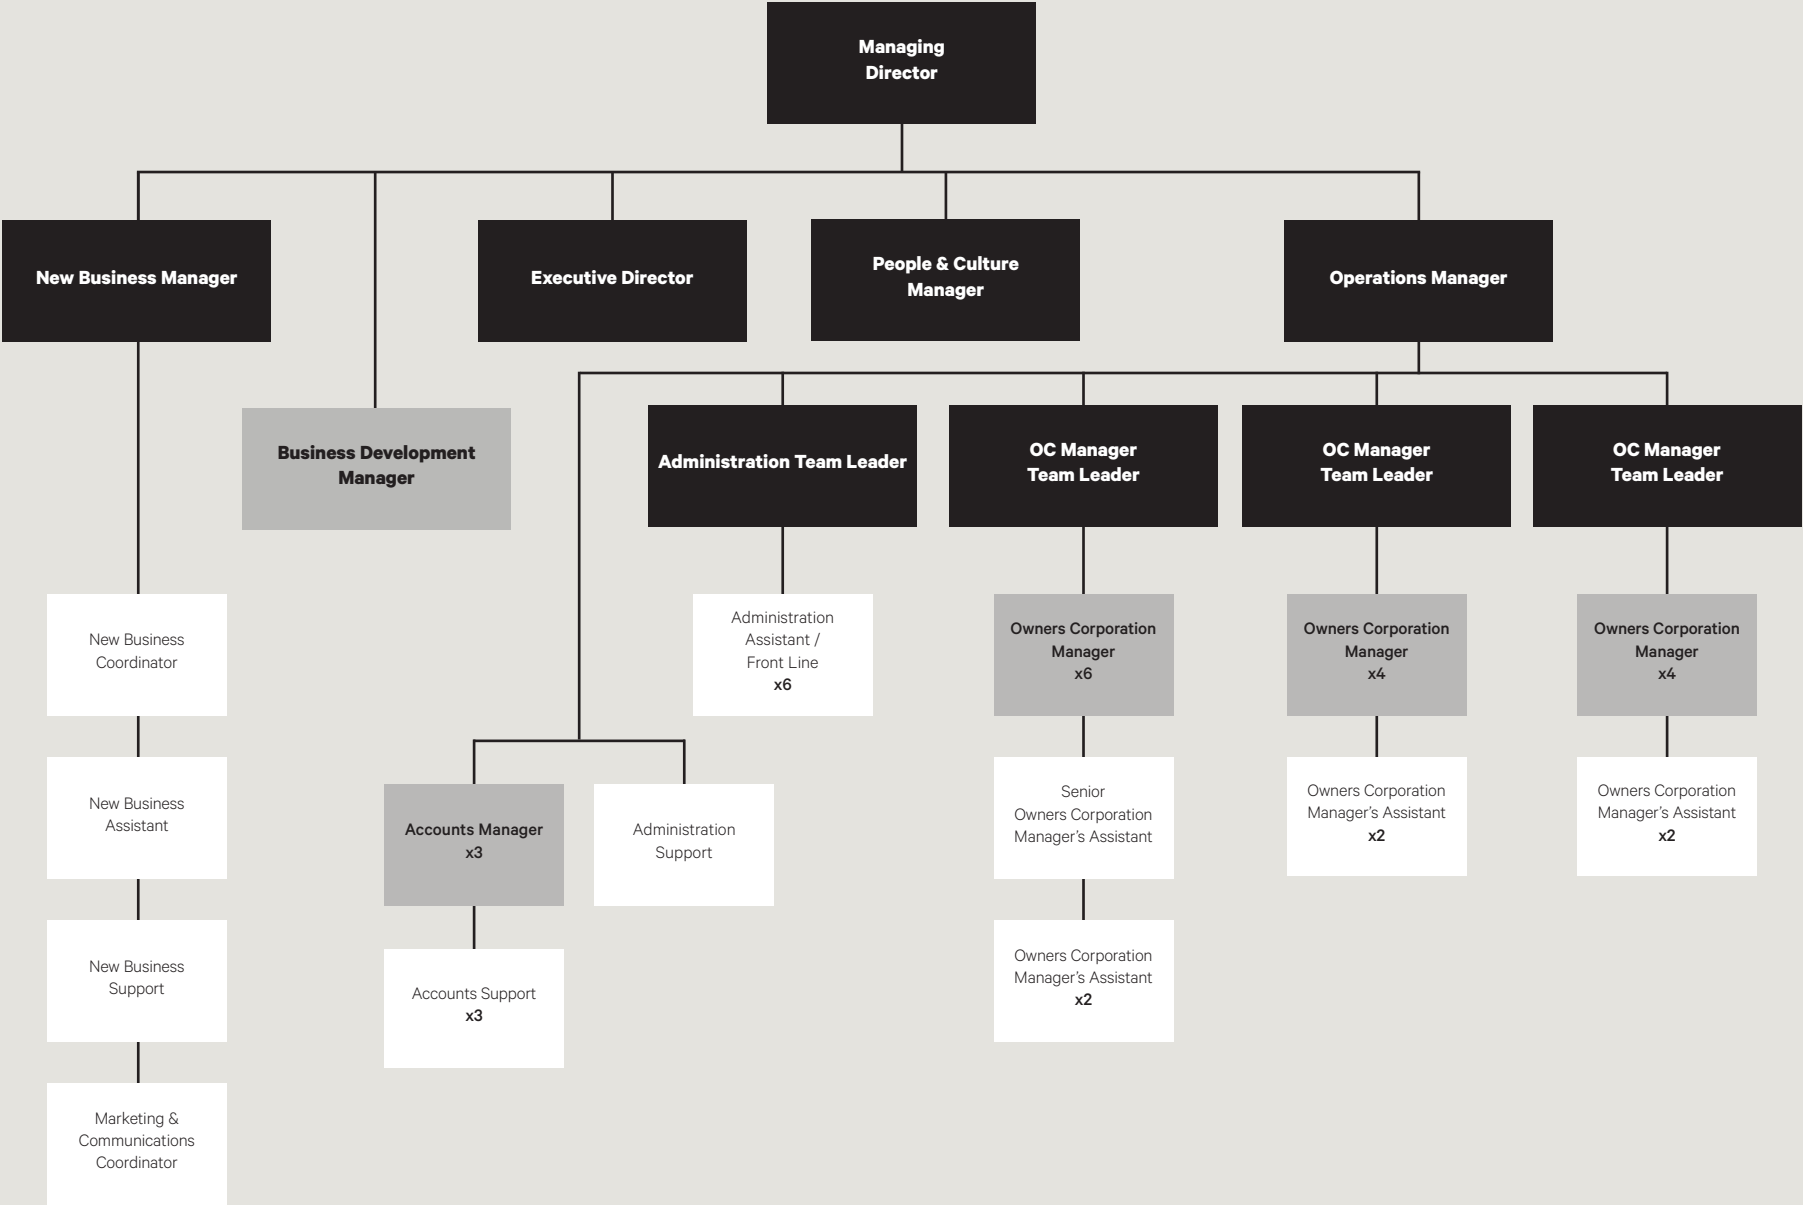 Managing
Director
New Business Manager
Executive Director
People & Culture
Manager
Operations Manager
Business Development
Manager
Administration Team Leader
OC Manager
Team Leader
OC Manager
Team Leader
OC Manager
Team Leader
New Business
Coordinator
Administration
Assistant /
Front Line
x6
Owners Corporation
Manager
x6
Owners Corporation
Manager
x4
Owners Corporation
Manager
x4
New Business
Assistant
Accounts Manager
x3
Administration
Support
Senior
Owners Corporation
Manager’s Assistant
Owners Corporation
Manager’s Assistant
x2
Owners Corporation
Manager’s Assistant
x2
New Business
Support
Accounts Support
x3
Owners Corporation
Manager’s Assistant
x2
Marketing &
Communications
Coordinator